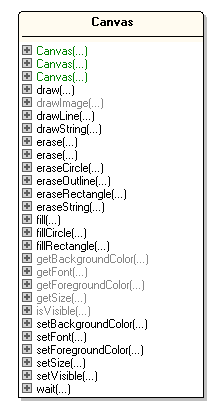 Canvas
Canvas(...)
Canvas(...)
Canvas(...)
draw(...)
drawImage(...)
drawLine(...)
drawString(...)
erase(...)
erase(...)
eraseCircle(...)
eraseOutline(...)
eraseRectangle(...)
eraseString(...)
fill(...)
fillCircle(...)
fillRectangle(...)
getBackgroundColor(...)
getFont(...)
getForegroundColor(...)
getSize(...)
isVisible(...)
setBackgroundColor(...)
setFont(...)
setForegroundColor(...)
setSize(...)
setVisible(...)
wait(...)